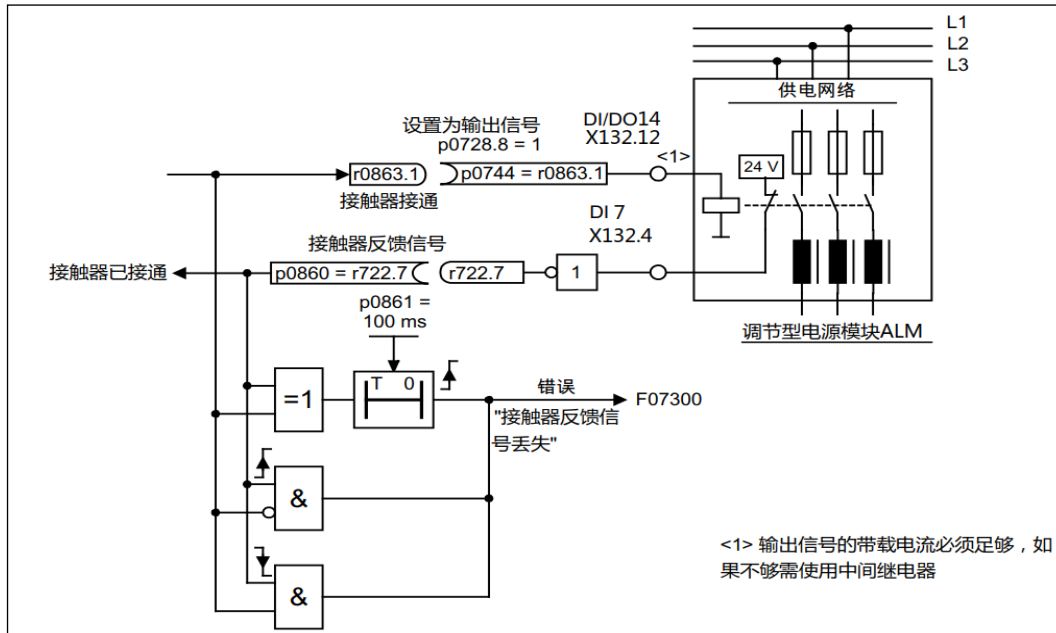 L1
L2
L3
供电网络
设置为输出信号
p0728.8 = 1
DI/DO14
X132.12
<1>
r0863.1
p0744 = r0863.1
接触器接通
24 V
接触器反馈信号
DI 7
X132.4
接触器已接通
p0860 = r722.7
r722.7
1
p0861 =
100 ms
调节型电源模块ALM
=1
T 0
错误
F07300
"接触器反馈信
号丢失"
&
&
<1> 输出信号的带载电流必须足够，如
果不够需使用中间继电器